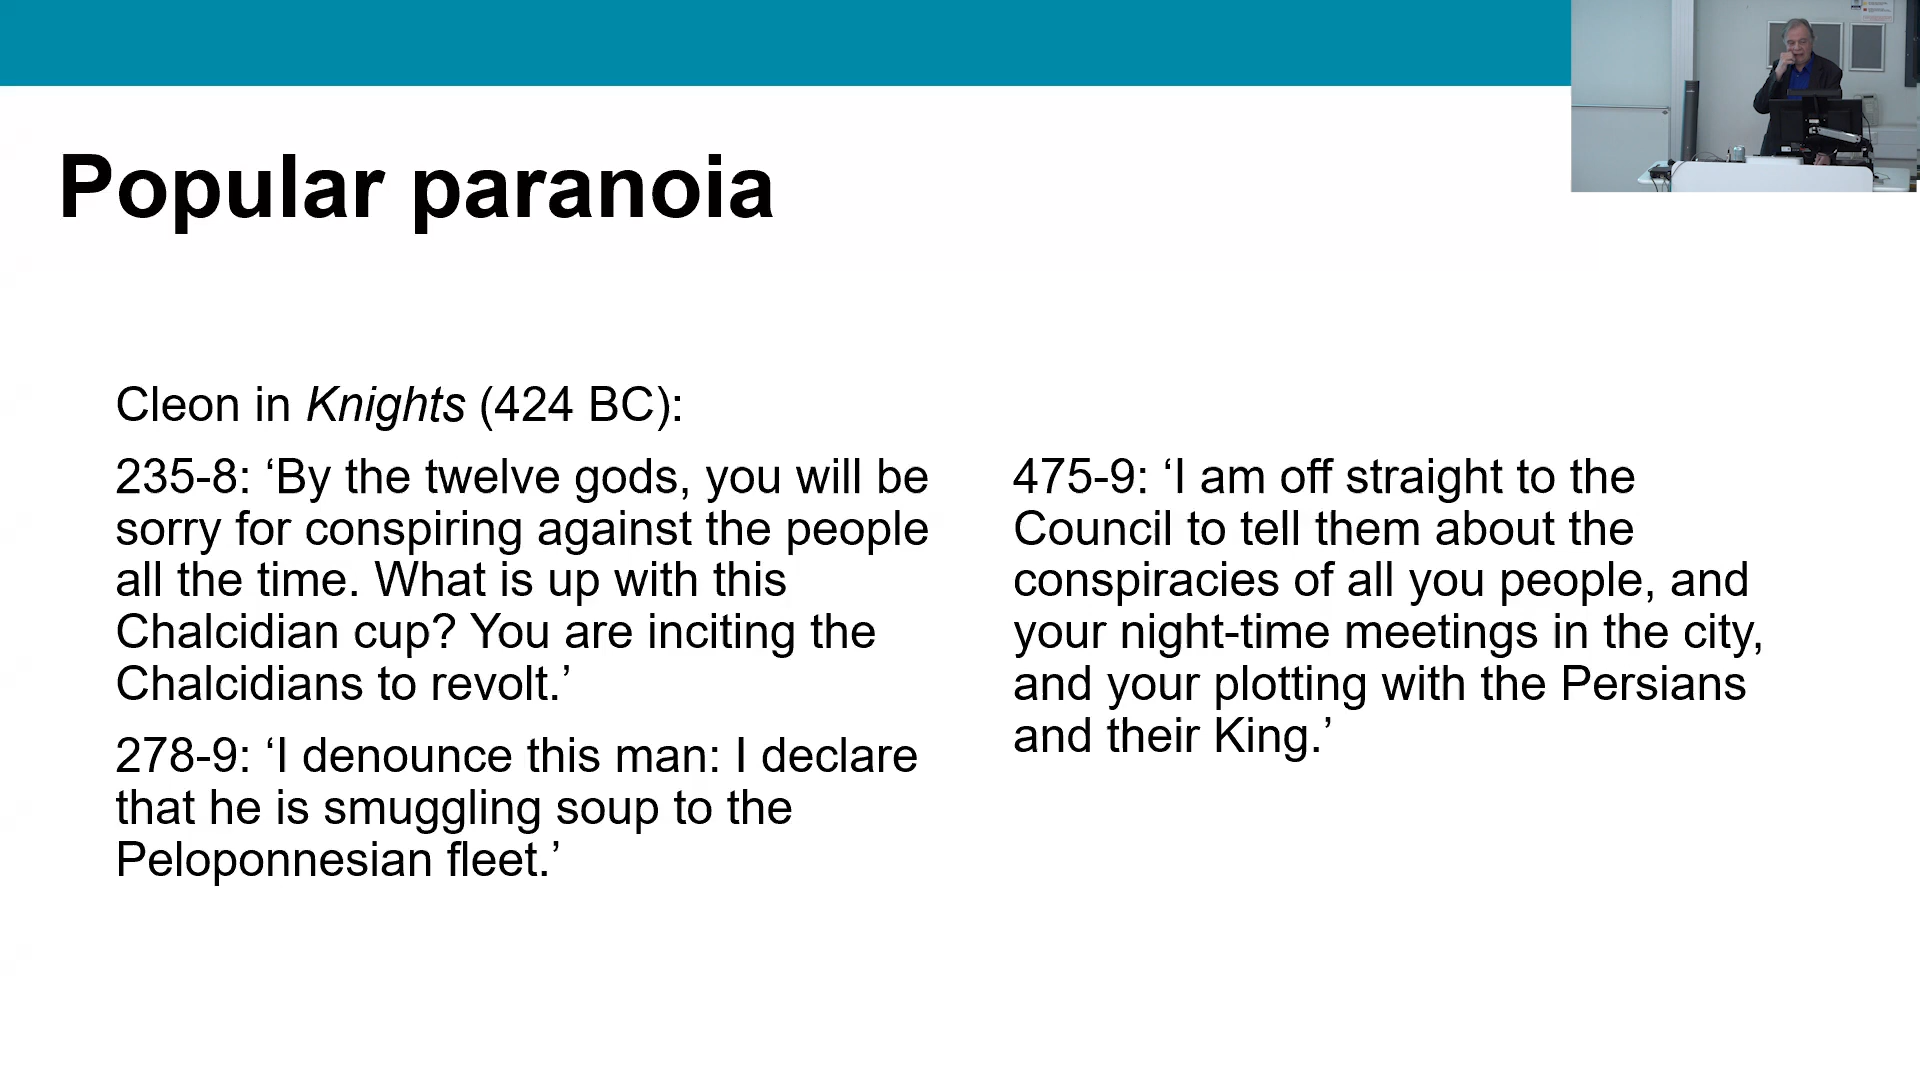 Popular paranoia
Cleon in Knights (424 BC):
235-8: ‘By the twelve gods, you will be
sorry for conspiring against the people
all the time. What is up with this
Chalcidian cup? You are inciting the
Chalcidians to revolt.’
278-9: ‘I denounce this man: I declare
that he is smuggling soup to the
Peloponnesian fleet.’
475-9: ‘I am off straight to the
Council to tell them about the
conspiracies of all you people, and
your night-time meetings in the city,
and your plotting with the Persians
and their King.’